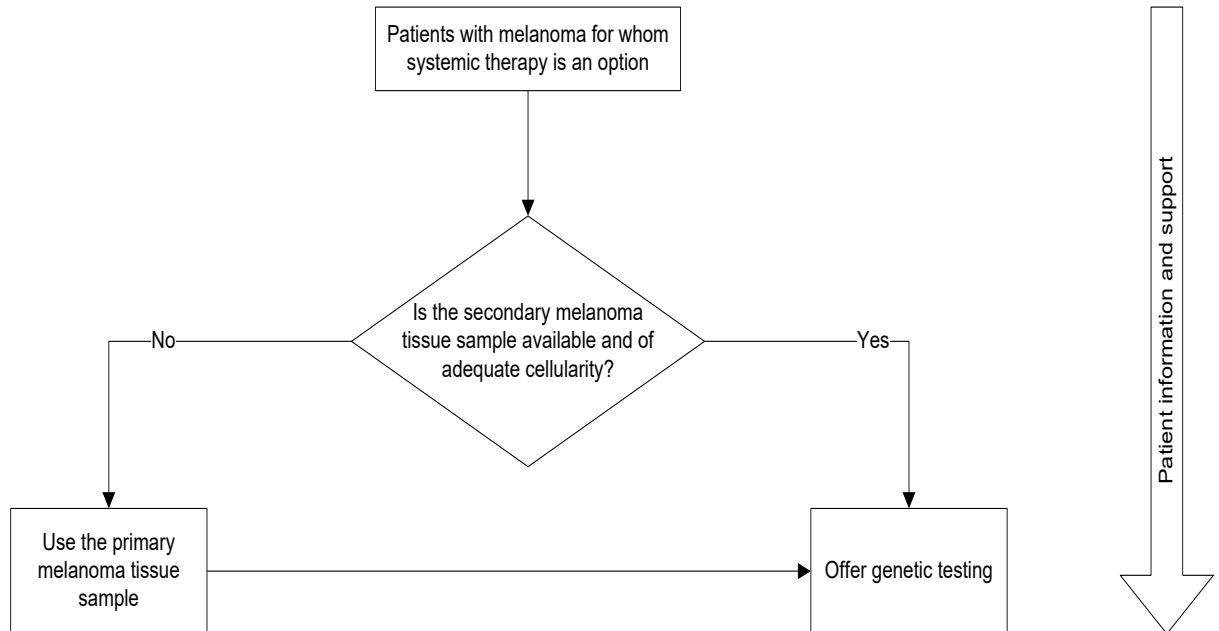 Patients with melanoma for whom
systemic therapy is an option
Is the secondary melanoma
tissue sample available and of
adequate cellularity?
No
Yes
Use the primary
melanoma tissue
sample
Offer genetic testing
Patient information and support